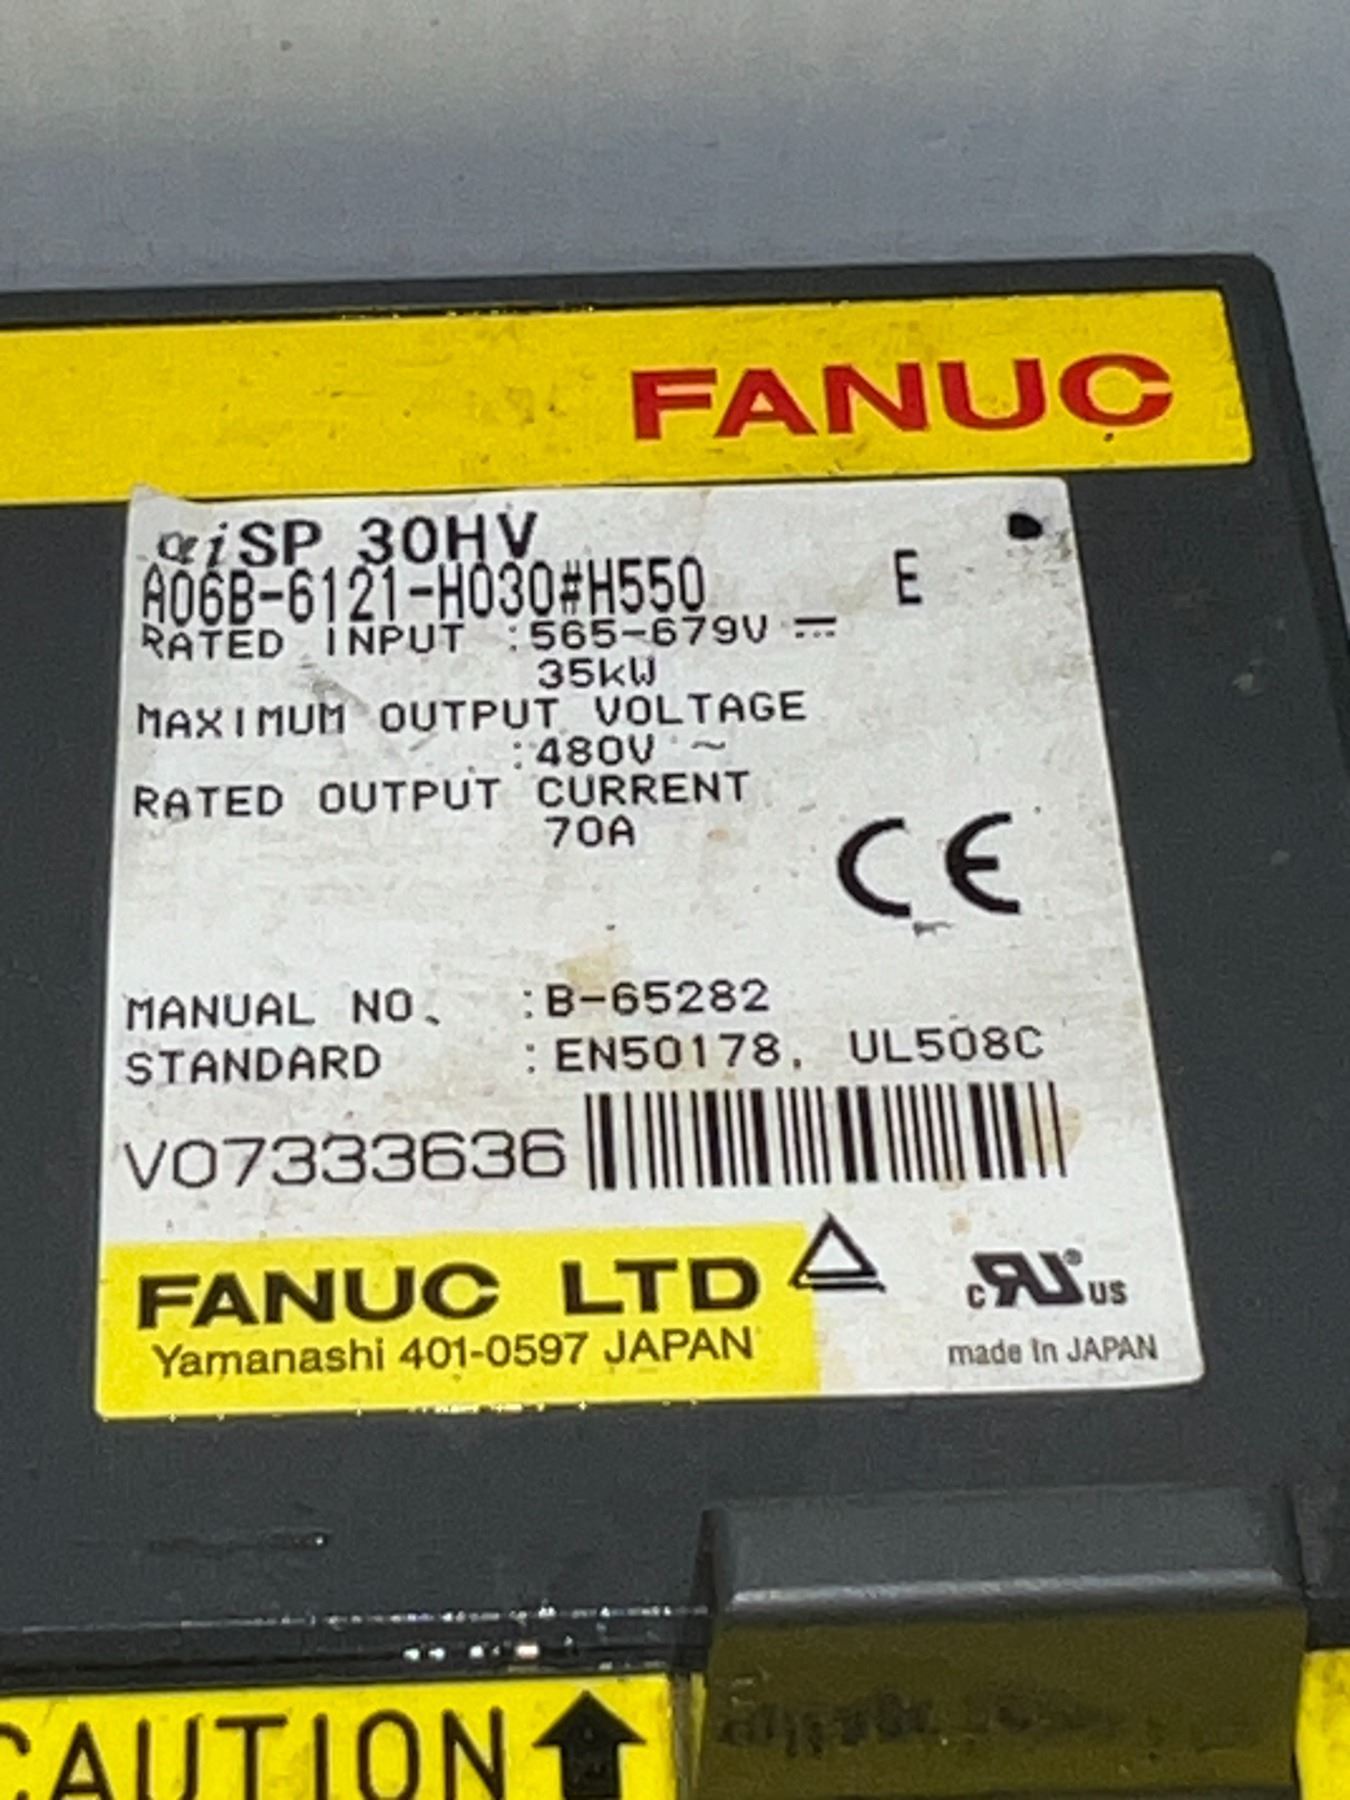 FANUC
αiSP 30HV
A06B-6121-H030#H550 E
RATED INPUT :565-679V ⎓
35kW
MAXIMUM OUTPUT VOLTAGE
:480V ~
RATED OUTPUT CURRENT
70A
CE
MANUAL NO. :B-65282
STANDARD :EN50178, UL508C
V07333636
FANUC LTD
Yamanashi 401-0597 JAPAN
c RU ® US
made in JAPAN
CAUTION